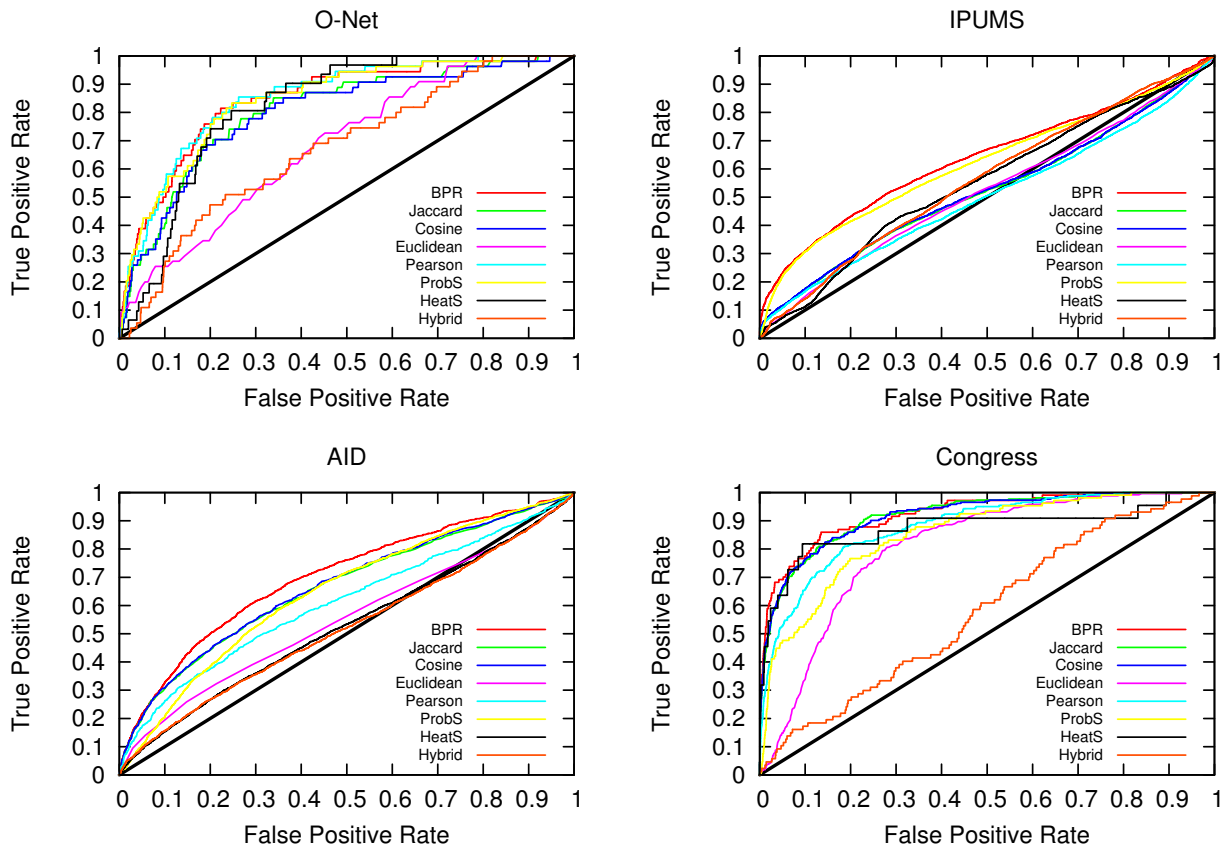 O-Net
1
0.9
0.8
0.7
0.6
0.5
0.4
0.3
0.2
0.1
0
True Positive Rate
BPR
Jaccard
Cosine
Euclidean
Pearson
ProbS
HeatS
Hybrid
0 0.1 0.2 0.3 0.4 0.5 0.6 0.7 0.8 0.9 1
False Positive Rate
IPUMS
1
0.9
0.8
0.7
0.6
0.5
0.4
0.3
0.2
0.1
0
True Positive Rate
BPR
Jaccard
Cosine
Euclidean
Pearson
ProbS
HeatS
Hybrid
0 0.1 0.2 0.3 0.4 0.5 0.6 0.7 0.8 0.9 1
False Positive Rate
AID
1
0.9
0.8
0.7
0.6
0.5
0.4
0.3
0.2
0.1
0
True Positive Rate
BPR
Jaccard
Cosine
Euclidean
Pearson
ProbS
HeatS
Hybrid
0 0.1 0.2 0.3 0.4 0.5 0.6 0.7 0.8 0.9 1
False Positive Rate
Congress
1
0.9
0.8
0.7
0.6
0.5
0.4
0.3
0.2
0.1
0
True Positive Rate
BPR
Jaccard
Cosine
Euclidean
Pearson
ProbS
HeatS
Hybrid
0 0.1 0.2 0.3 0.4 0.5 0.6 0.7 0.8 0.9 1
False Positive Rate